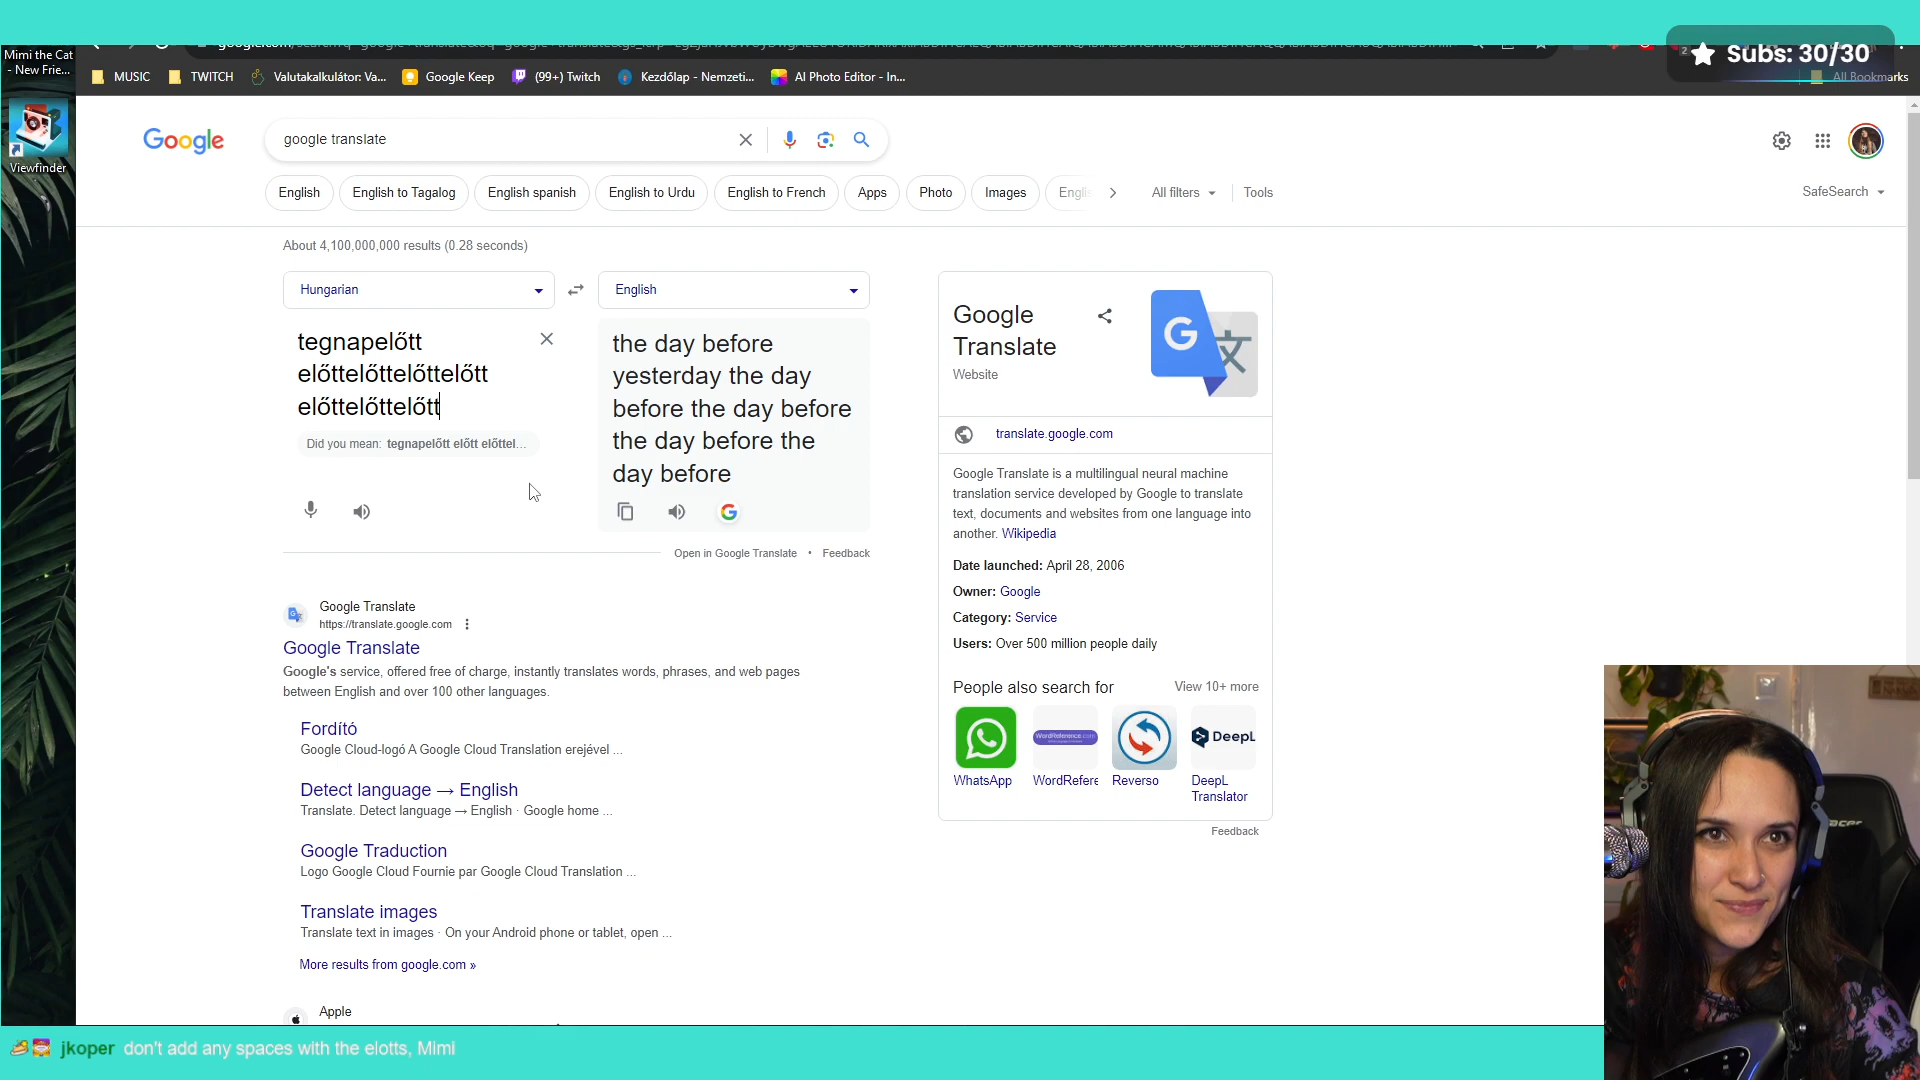 Mimi the Cat
- New Frie...
Viewfinder
Subs: 30/30
2
MUSIC
TWITCH
Valutakalkulátor: Va...
Google Keep
(99+) Twitch
Kezdőlap - Nemzeti...
AI Photo Editor - In...
All Bookmarks
Google
google translate
English
English to Tagalog
English spanish
English to Urdu
English to French
Apps
Photo
Images
All filters
Tools
SafeSearch
About 4,100,000,000 results (0.28 seconds)
Hungarian
English
tegnapelőtt
előttelőttelőttelőtt
előttelőttelőtt
Did you mean: tegnapelőtt előtt előttel...
the day before
yesterday the day
before the day before
the day before the
day before
Open in Google Translate • Feedback
Google Translate
https://translate.google.com
Google Translate
Google's service, offered free of charge, instantly translates words, phrases, and web pages
between English and over 100 other languages.
Fordító
Google Cloud-logó A Google Cloud Translation erejével ...
Detect language → English
Translate. Detect language → English · Google home ...
Google Traduction
Logo Google Cloud Fournie par Google Cloud Translation ...
Translate images
Translate text in images · On your Android phone or tablet, open ...
More results from google.com »
Apple
Google
Translate
Website
G
文
translate.google.com
Google Translate is a multilingual neural machine
translation service developed by Google to translate
text, documents and websites from one language into
another. Wikipedia
Date launched: April 28, 2006
Owner: Google
Category: Service
Users: Over 500 million people daily
People also search for
View 10+ more
WordReference.com
DeepL
WhatsApp
WordRefere
Reverso
DeepL
Translator
Feedback
jkoper don't add any spaces with the elotts, Mimi